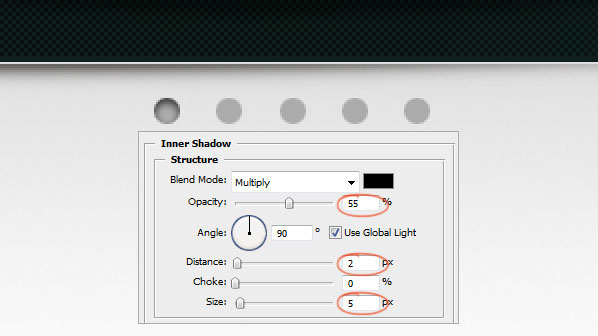 Inner Shadow
Structure
Blend Mode: Multiply
Opacity: 55 %
Angle: 90 ° Use Global Light
Distance: 2 px
Choke: 0 %
Size: 5 px